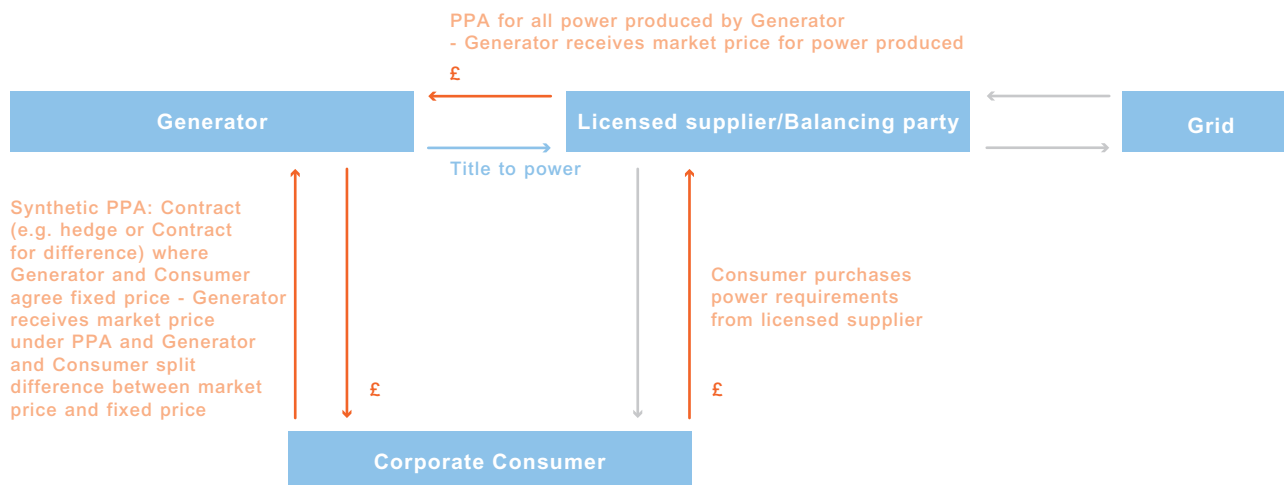 PPA for all power produced by Generator
- Generator receives market price for power produced
£
Generator
Licensed supplier/Balancing party
Grid
Title to power
Synthetic PPA: Contract
(e.g. hedge or Contract
for difference) where
Generator and Consumer
agree fixed price - Generator
receives market price
under PPA and Generator
and Consumer split
difference between market
price and fixed price
£
Consumer purchases
power requirements
from licensed supplier
£
Corporate Consumer